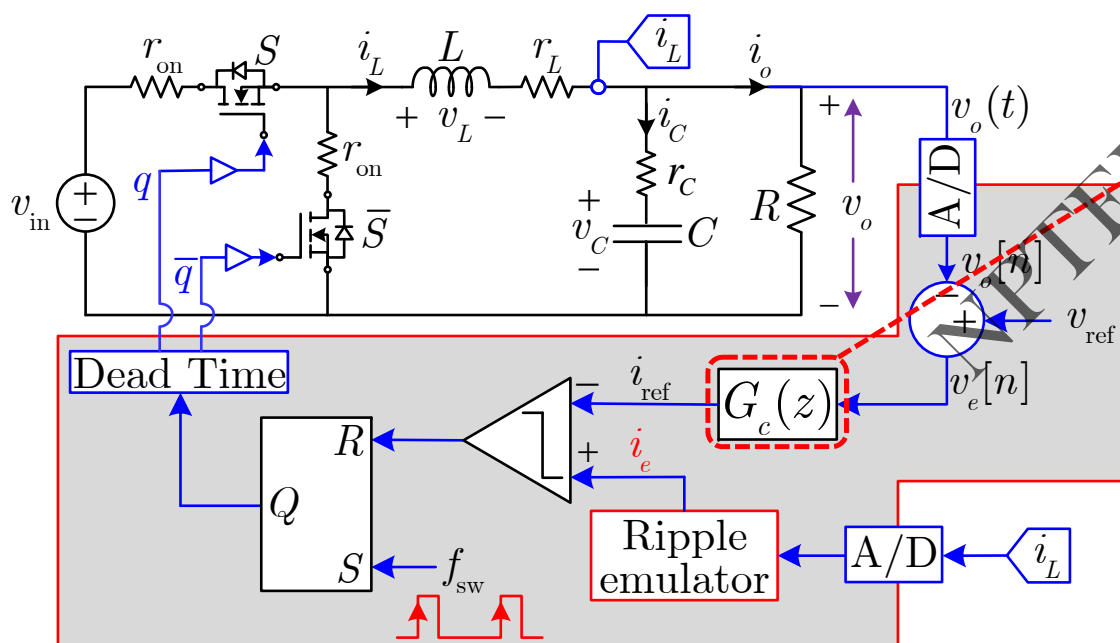 r_on
S
i_L
L
r_L
i_L
i_o
+ v_L −
i_C
+
v_o(t)
r_on
r_C
A/D
q
v_in
+
−
S̅
+
v_C
−
C
R
v_o
q̅
−
v_o[n]
−
+
v_ref
NPTEL
Dead Time
i_ref
−
G_c(z)
v_e[n]
R
+
i_e
Q
Ripple
emulator
A/D
i_L
S
f_sw